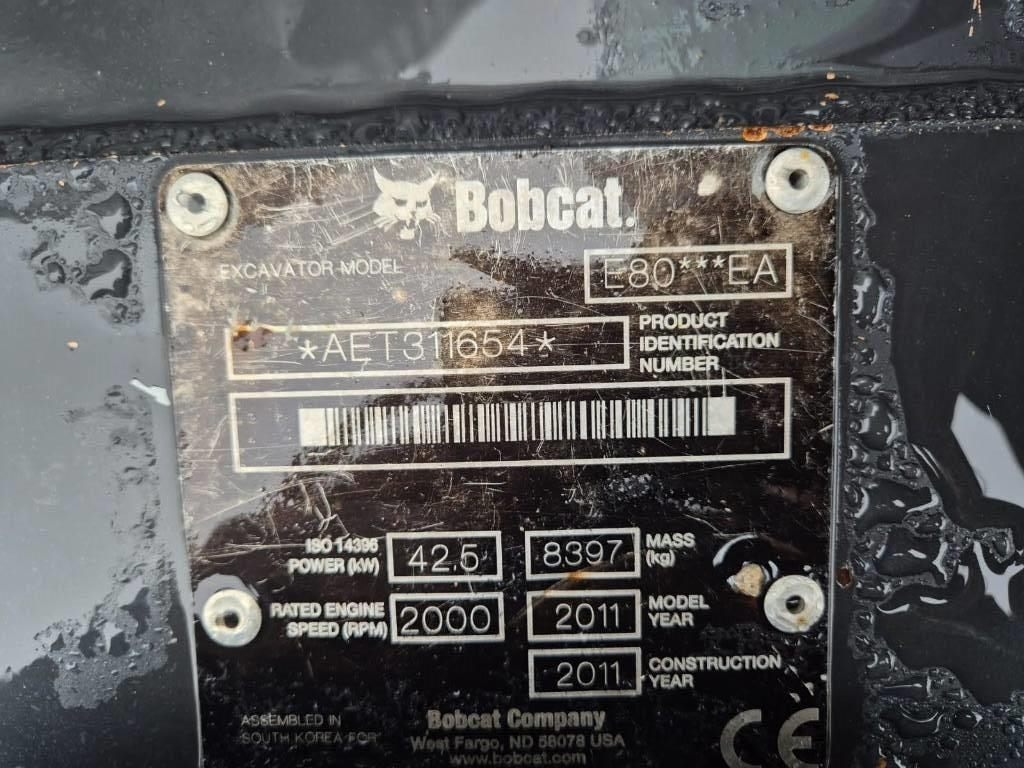 Bobcat.
EXCAVATOR MODEL
E80***EA
*AET311654*
PRODUCT
IDENTIFICATION
NUMBER
ISO 14396
POWER (kW)
42.5
8397
MASS
(kg)
RATED ENGINE
SPEED (RPM)
2000
2011
MODEL
YEAR
2011
CONSTRUCTION
YEAR
ASSEMBLED IN
SOUTH KOREA FOR
Bobcat Company
West Fargo, ND 58078 USA
www.bobcat.com
CE